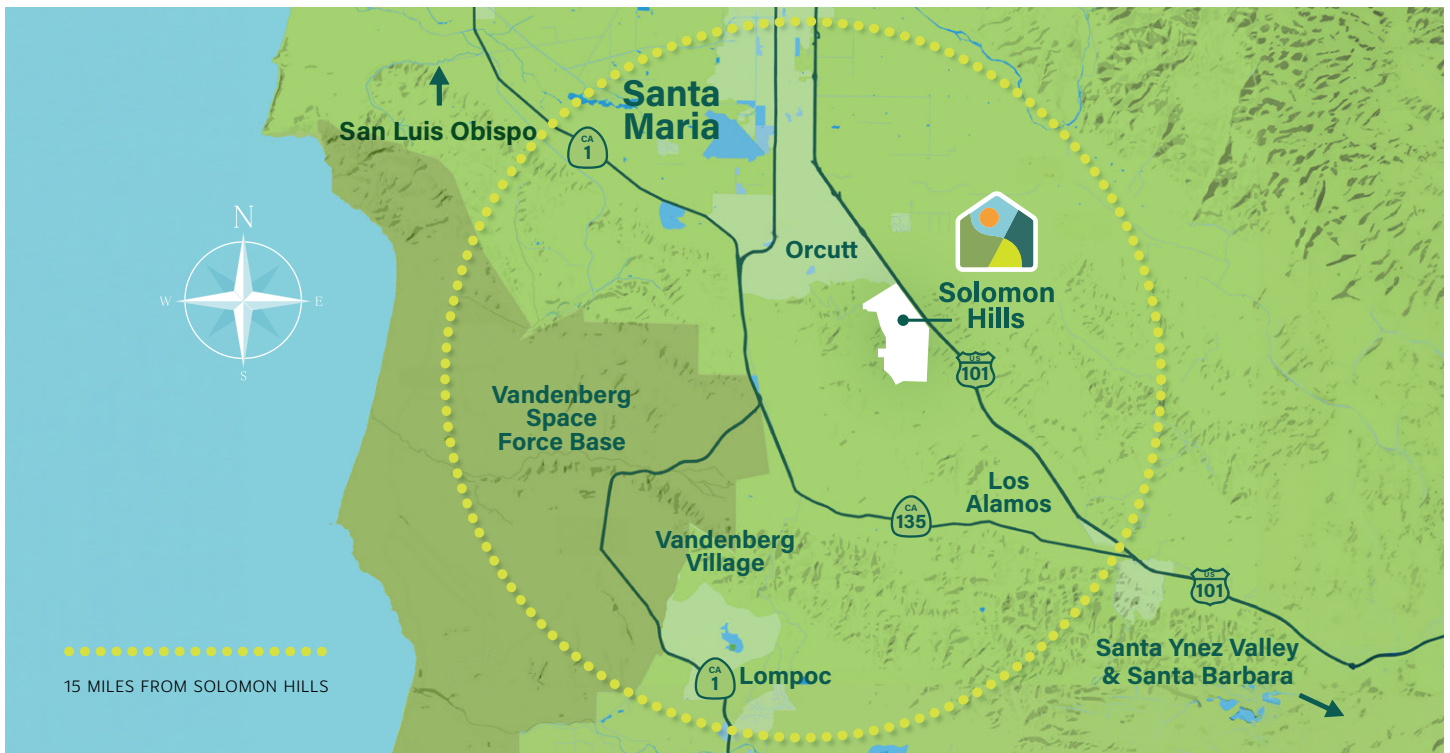 Santa
Maria
San Luis Obispo
CA
1
N
W
E
S
Orcutt
Solomon
Hills
US
101
Vandenberg
Space
Force Base
Los
Alamos
CA
135
Vandenberg
Village
US
101
Santa Ynez Valley
& Santa Barbara
CA
1
Lompoc
15 MILES FROM SOLOMON HILLS